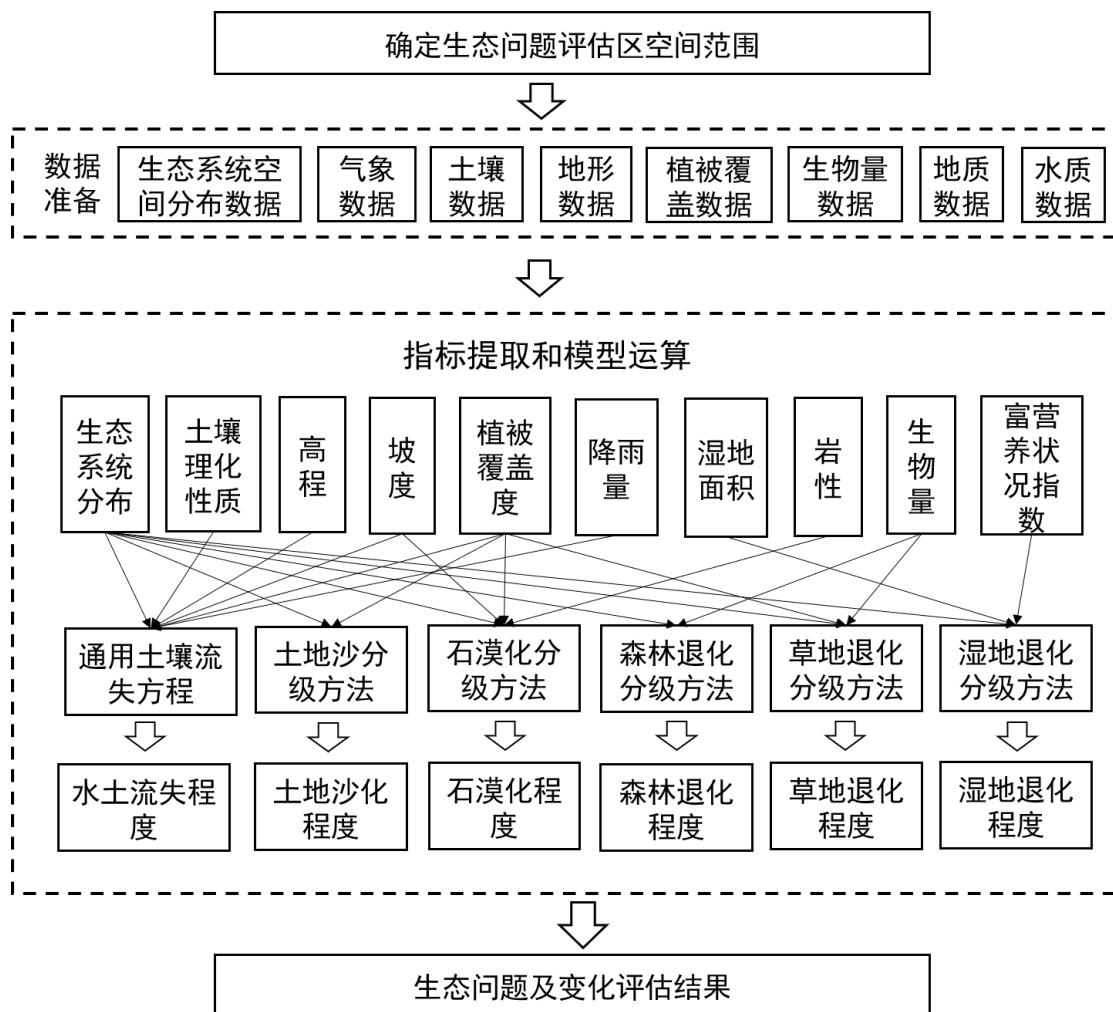 确定生态问题评估区空间范围
数据
准备
生态系统空
间分布数据
气象
数据
土壤
数据
地形
数据
植被覆
盖数据
生物量
数据
地质
数据
水质
数据
指标提取和模型运算
生态
系统
分布
土壤
理化
性质
高
程
坡
度
植被
覆盖
度
降雨
量
湿地
面积
岩
性
生
物
量
富营
养状
况指
数
通用土壤流
失方程
土地沙分
级方法
石漠化分
级方法
森林退化
分级方法
草地退化
分级方法
湿地退化
分级方法
水土流失程
度
土地沙化
程度
石漠化程
度
森林退化
程度
草地退化
程度
湿地退化
程度
生态问题及变化评估结果